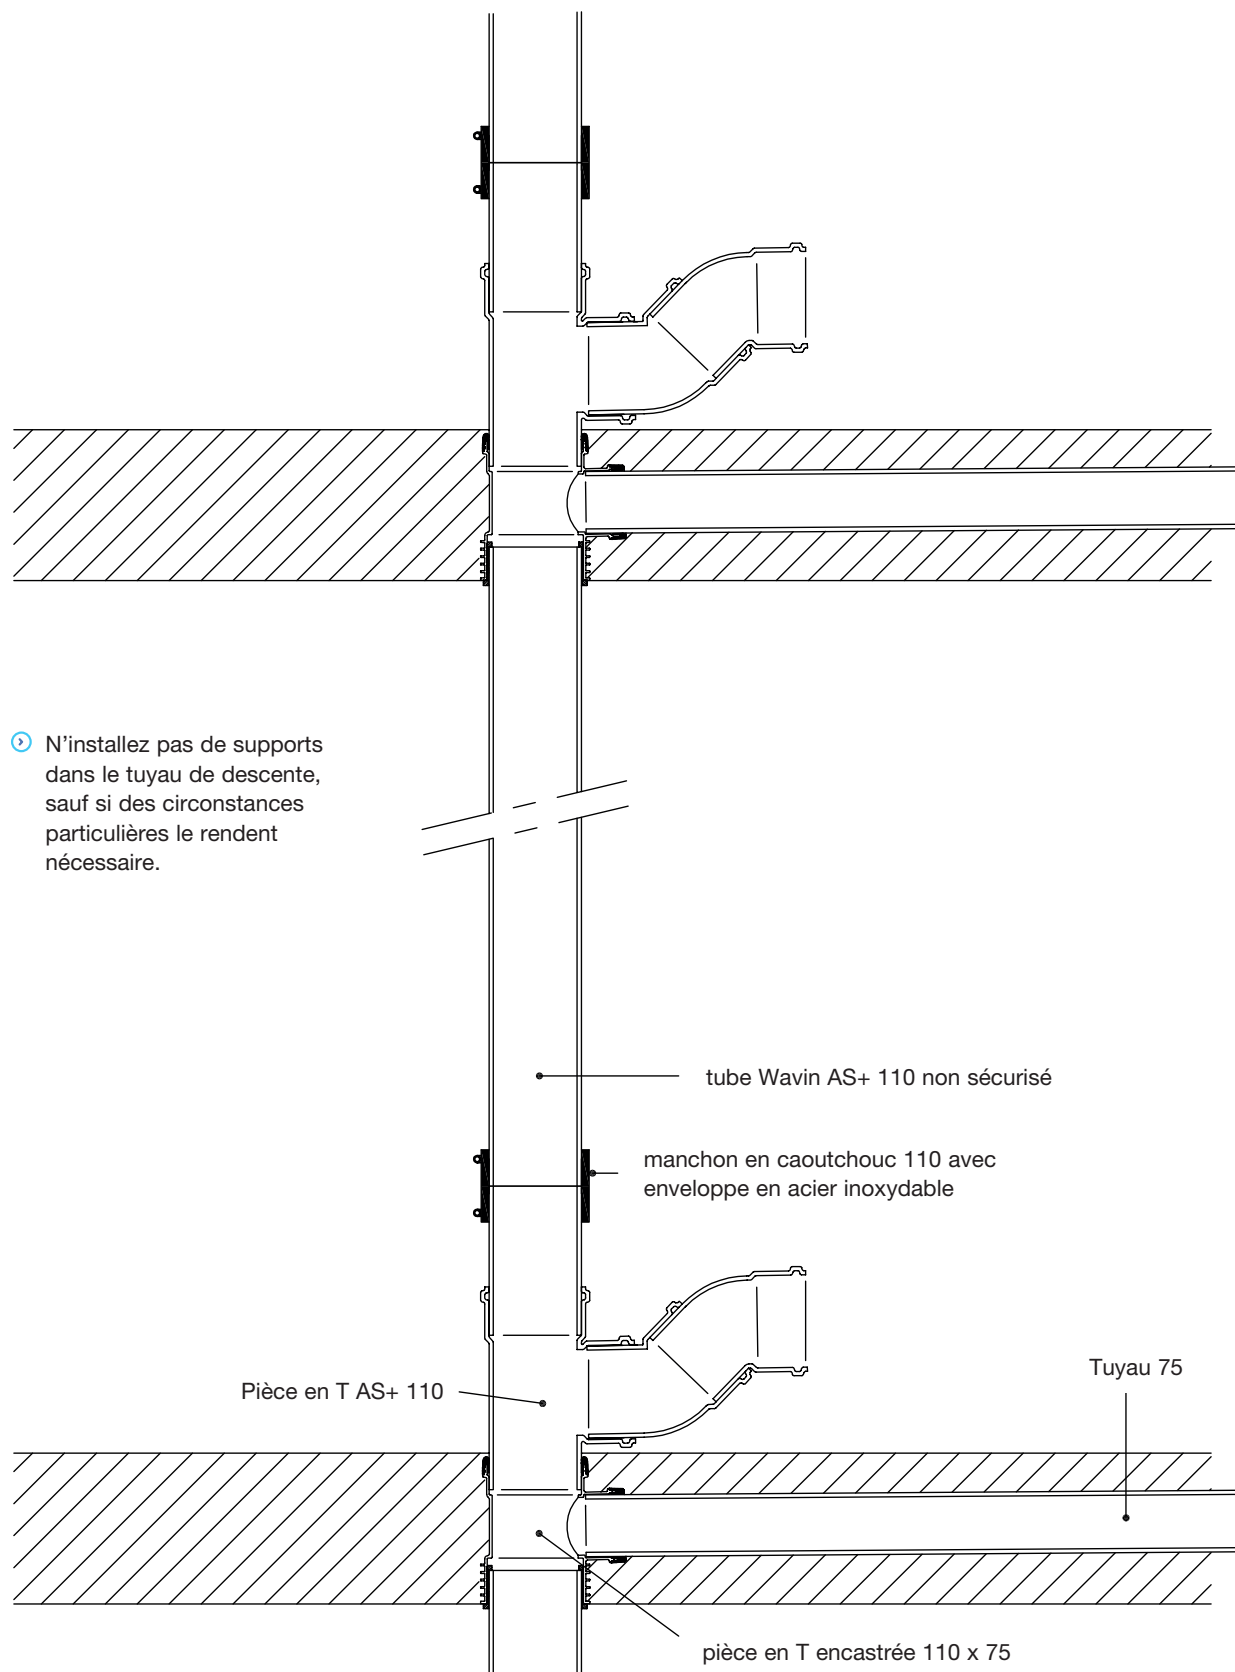 N’installez pas de supports
dans le tuyau de descente,
sauf si des circonstances
particulières le rendent
nécessaire.
tube Wavin AS+ 110 non sécurisé
manchon en caoutchouc 110 avec
enveloppe en acier inoxydable
Tuyau 75
Pièce en T AS+ 110
pièce en T encastrée 110 x 75